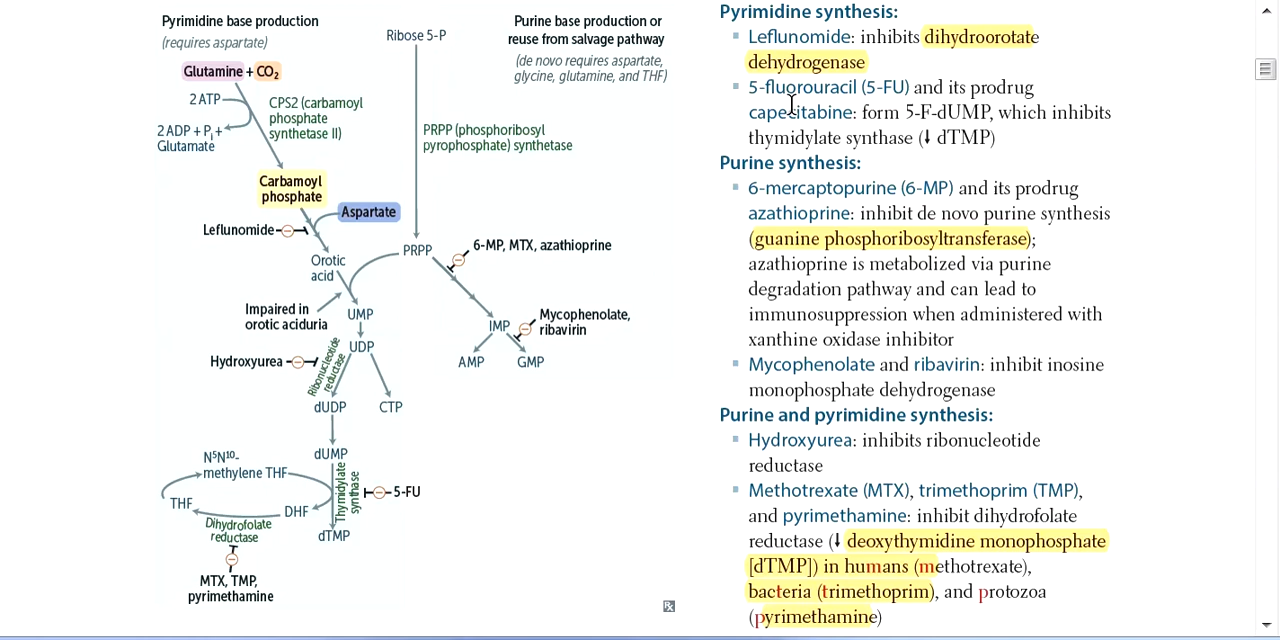 Pyrimidine base production
(requires aspartate)
Purine base production or
reuse from salvage pathway
(de novo requires aspartate,
glycine, glutamine, and THF)
Ribose 5-P
Glutamine + CO₂
2 ATP
2 ADP + Pᵢ +
Glutamate
CPS2 (carbamoyl
phosphate
synthetase II)
PRPP (phosphoribosyl
pyrophosphate) synthetase
Carbamoyl
phosphate
Aspartate
Leflunomide
Orotic
acid
PRPP
6-MP, MTX, azathioprine
Impaired in
orotic aciduria
UMP
IMP
Mycophenolate,
ribavirin
AMP
GMP
UDP
Hydroxyurea
Ribonucleotide
reductase
dUDP
CTP
dUMP
N⁵N¹⁰-
methylene THF
THF
DHF
Dihydrofolate
reductase
Thymidylate
synthase
5-FU
dTMP
MTX, TMP,
pyrimethamine
Pyrimidine synthesis:
Leflunomide: inhibits dihydroorotate
dehydrogenase
5-fluorouracil (5-FU) and its prodrug
capecitabine: form 5-F-dUMP, which inhibits
thymidylate synthase (⬇ dTMP)
Purine synthesis:
6-mercaptopurine (6-MP) and its prodrug
azathioprine: inhibit de novo purine synthesis
(guanine phosphoribosyltransferase);
azathioprine is metabolized via purine
degradation pathway and can lead to
immunosuppression when administered with
xanthine oxidase inhibitor
Mycophenolate and ribavirin: inhibit inosine
monophosphate dehydrogenase
Purine and pyrimidine synthesis:
Hydroxyurea: inhibits ribonucleotide
reductase
Methotrexate (MTX), trimethoprim (TMP),
and pyrimethamine: inhibit dihydrofolate
reductase (⬇ deoxythymidine monophosphate
[dTMP]) in humans (methotrexate),
bacteria (trimethoprim), and protozoa
(pyrimethamine)